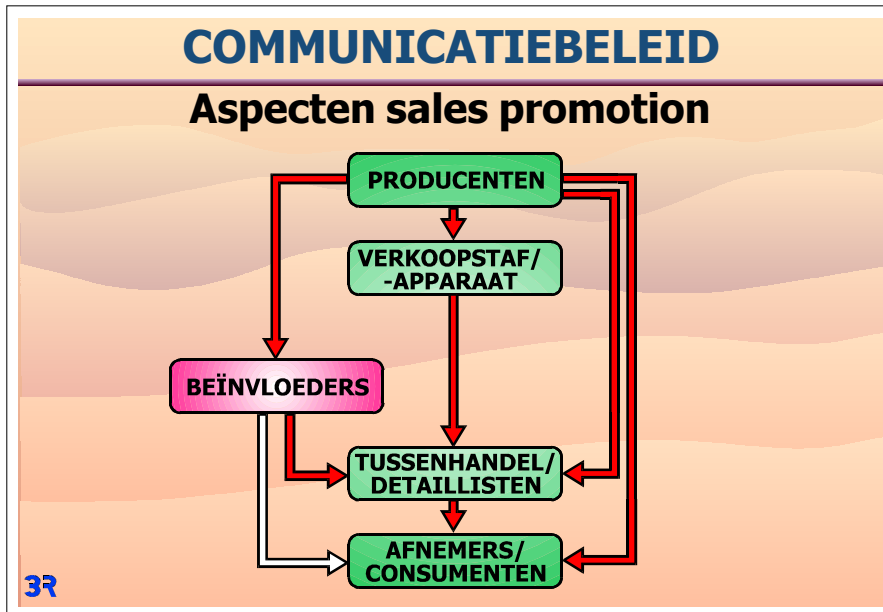 COMMUNICATIEBELEID
Aspecten sales promotion
PRODUCENTEN
VERKOOPSTAF/
-APPARAAT
BEÏNVLOEDERS
TUSSENHANDEL/
DETAILLISTEN
AFNEMERS/
CONSUMENTEN
3R